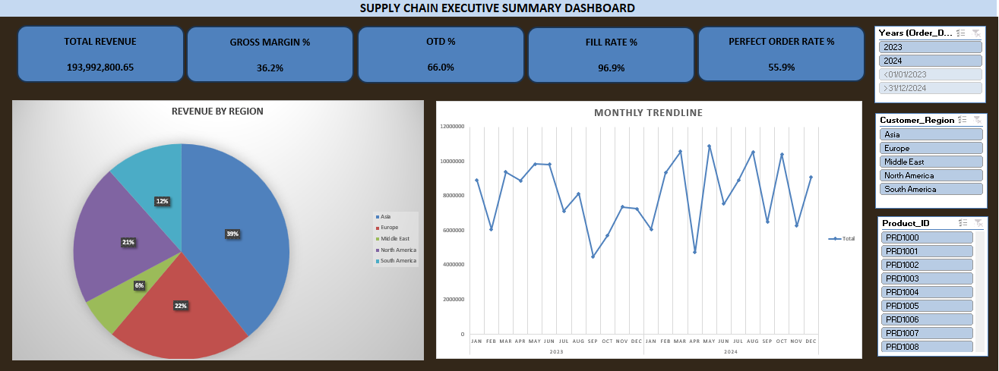 SUPPLY CHAIN EXECUTIVE SUMMARY DASHBOARD
TOTAL REVENUE
193,992,800.65
GROSS MARGIN %
36.2%
OTD %
66.0%
FILL RATE %
96.9%
PERFECT ORDER RATE %
55.9%
Years (Order_D...
2023
2024
<01/01/2023
>31/12/2024
REVENUE BY REGION
39%
22%
6%
21%
12%
Asia
Europe
Middle East
North America
South America
MONTHLY TRENDLINE
12000000
10000000
8000000
6000000
4000000
2000000
0
JAN FEB MAR APR MAY JUN JUL AUG SEP OCT NOV DEC JAN FEB MAR APR MAY JUN JUL AUG SEP OCT NOV DEC
2023 2024
Total
Customer_Region
Asia
Europe
Middle East
North America
South America
Product_ID
PRD1000
PRD1001
PRD1002
PRD1003
PRD1004
PRD1005
PRD1006
PRD1007
PRD1008